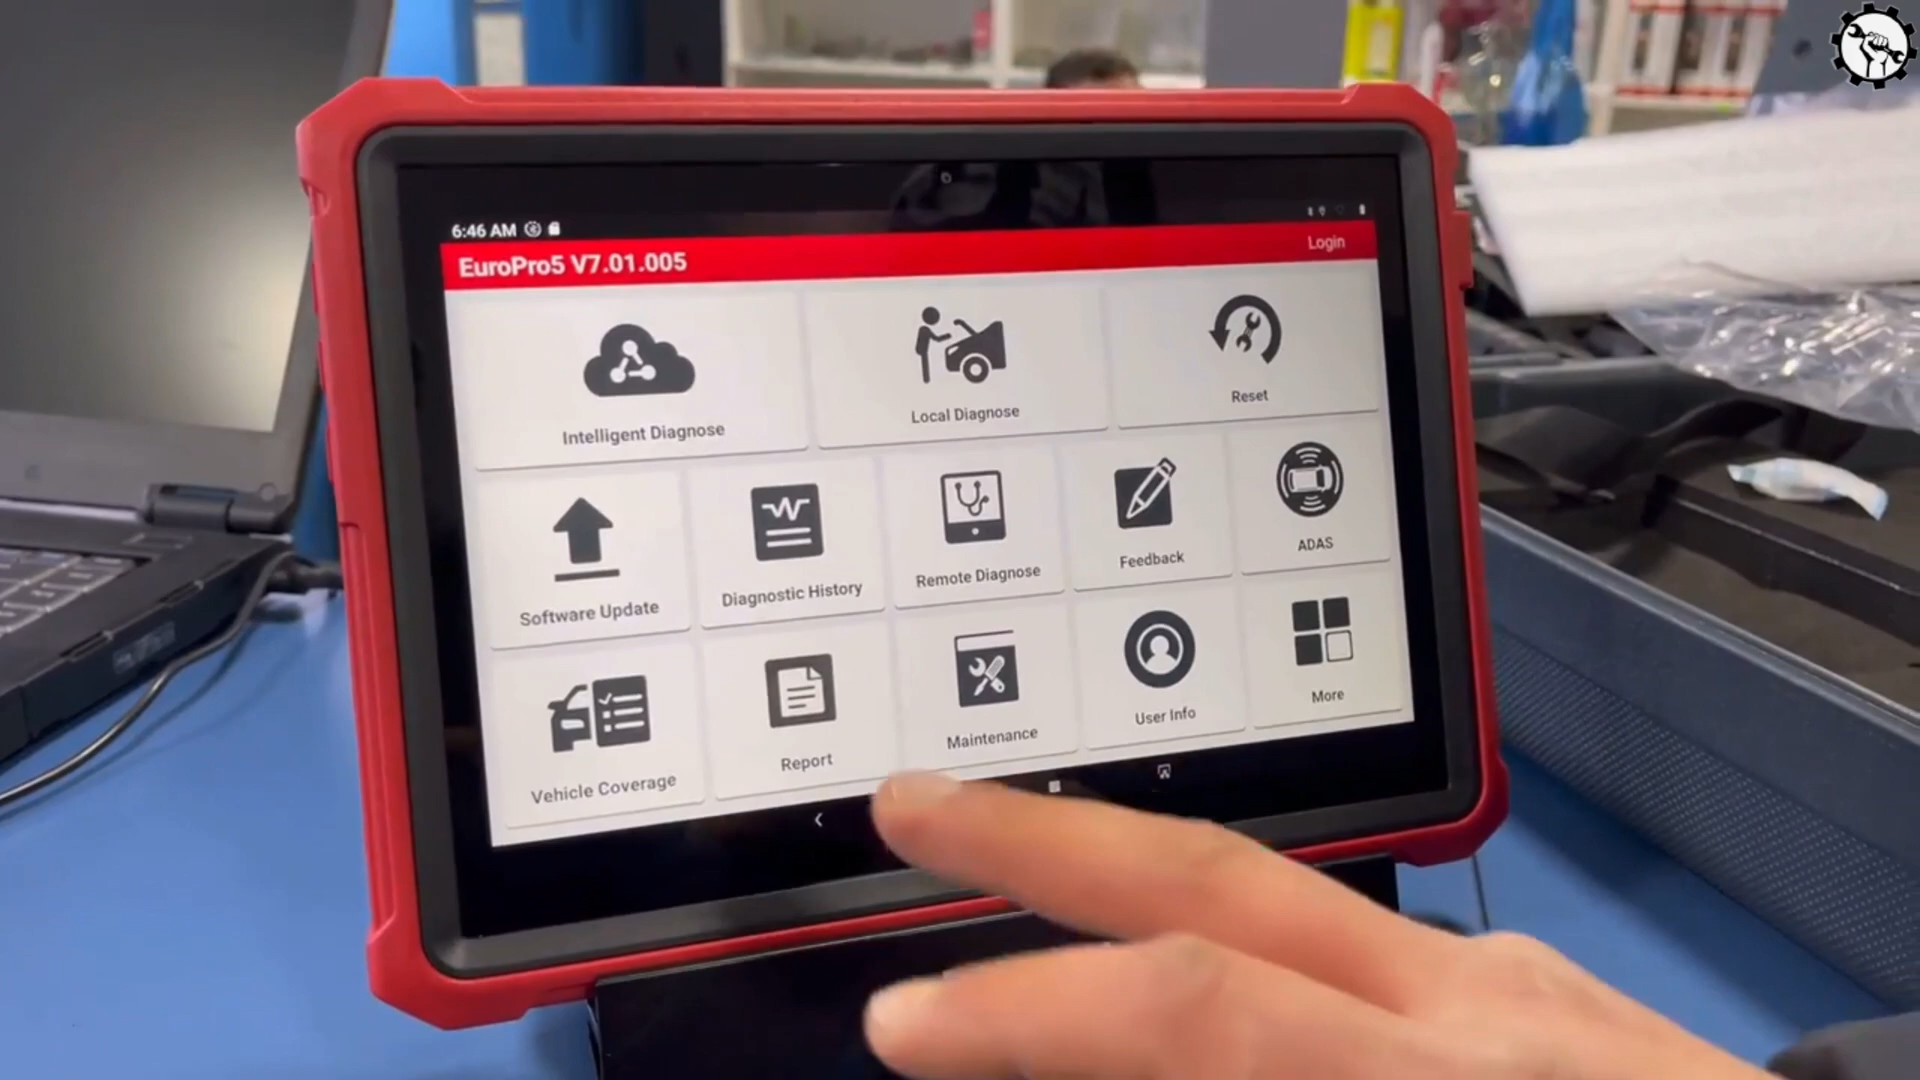 6:46 AM
EuroPro5 V7.01.005
Login
Intelligent Diagnose
Local Diagnose
Reset
Software Update
Diagnostic History
Remote Diagnose
Feedback
ADAS
Vehicle Coverage
Report
Maintenance
User Info
More